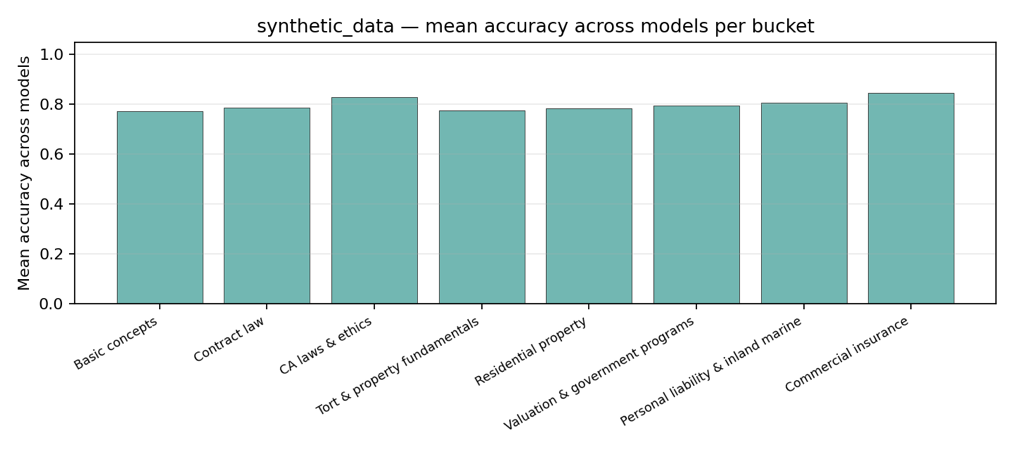 synthetic_data — mean accuracy across models per bucket
Mean accuracy across models
1.0
0.8
0.6
0.4
0.2
0.0
Basic concepts
Contract law
CA laws & ethics
Tort & property fundamentals
Residential property
Valuation & government programs
Personal liability & inland marine
Commercial insurance